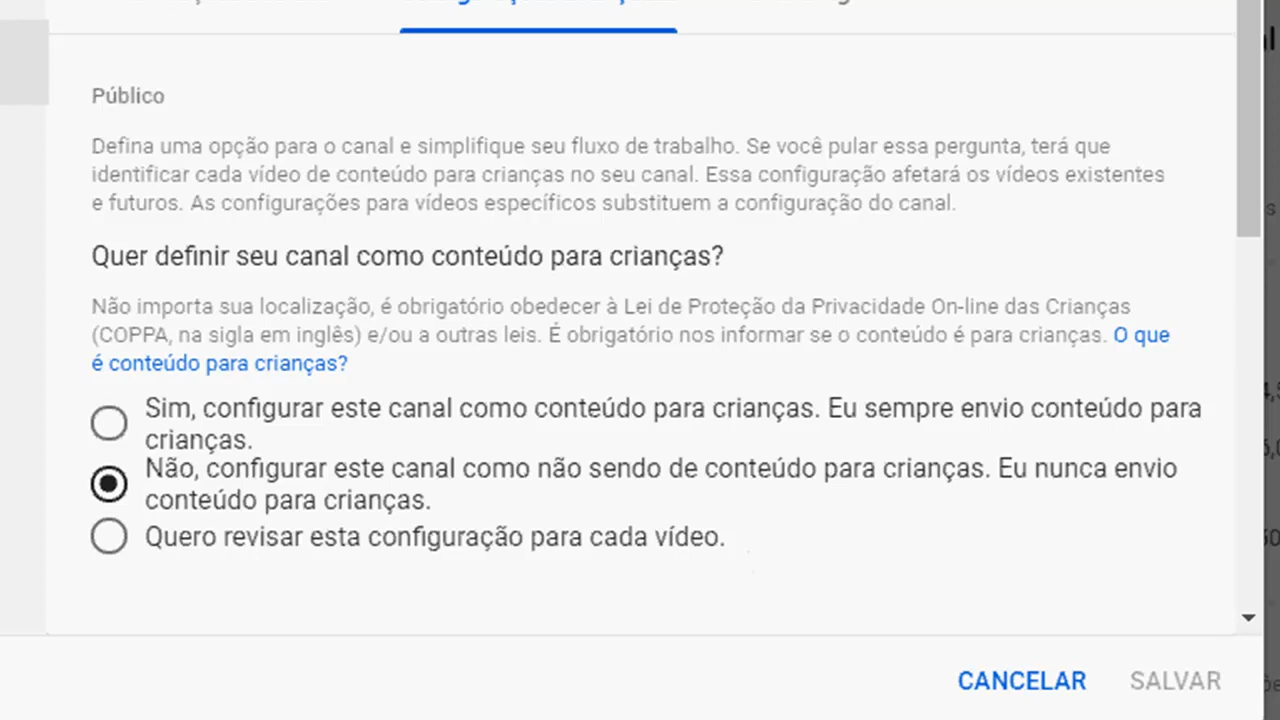 Público
Defina uma opção para o canal e simplifique seu fluxo de trabalho. Se você pular essa pergunta, terá que
identificar cada vídeo de conteúdo para crianças no seu canal. Essa configuração afetará os vídeos existentes
e futuros. As configurações para vídeos específicos substituem a configuração do canal.
Quer definir seu canal como conteúdo para crianças?
Não importa sua localização, é obrigatório obedecer à Lei de Proteção da Privacidade On-line das Crianças
(COPPA, na sigla em inglês) e/ou a outras leis. É obrigatório nos informar se o conteúdo é para crianças. O que
é conteúdo para crianças?
Sim, configurar este canal como conteúdo para crianças. Eu sempre envio conteúdo para
crianças.
Não, configurar este canal como não sendo de conteúdo para crianças. Eu nunca envio
conteúdo para crianças.
Quero revisar esta configuração para cada vídeo.
CANCELAR SALVAR